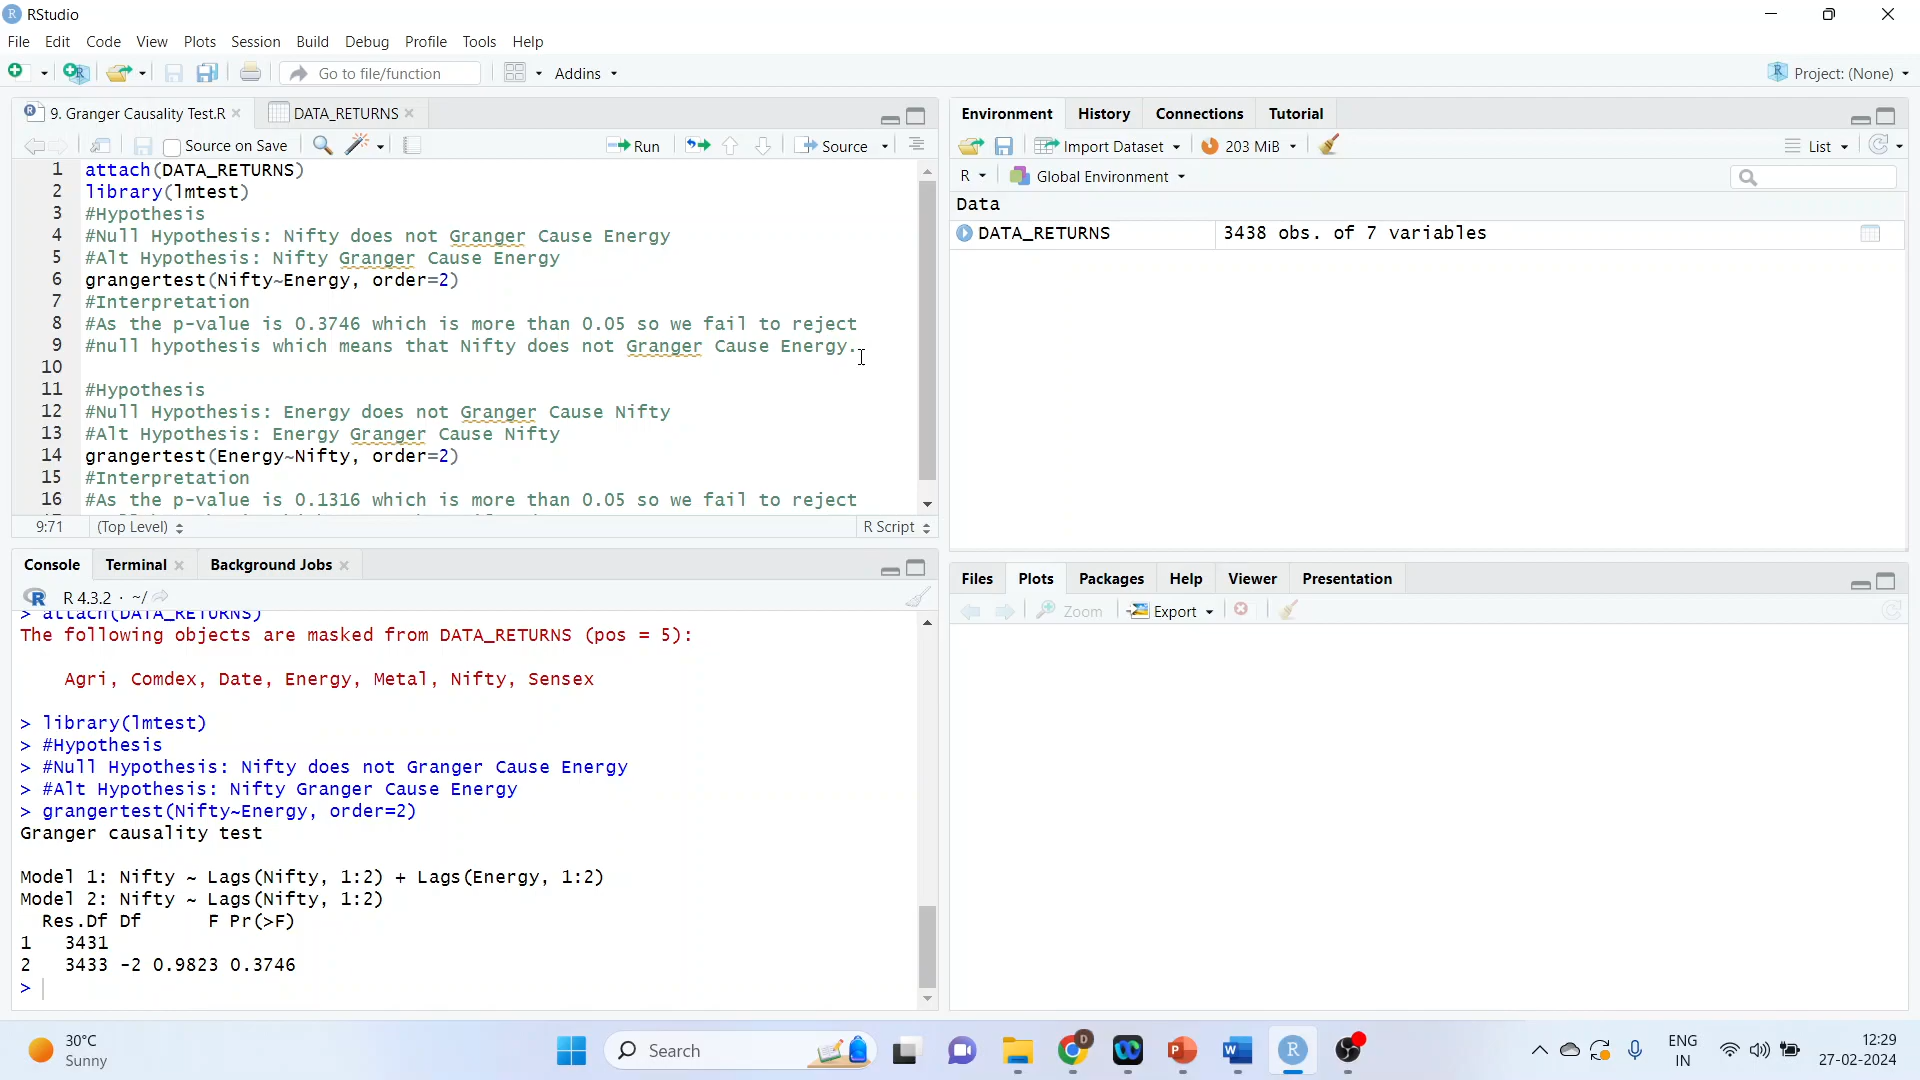 RStudio
File Edit Code View Plots Session Build Debug Profile Tools Help
Go to file/function Addins Project: (None)
9. Granger Causality Test.R DATA_RETURNS
Source on Save Run Source
1 attach(DATA_RETURNS)
2 library(lmtest)
3 #Hypothesis
4 #Null Hypothesis: Nifty does not Granger Cause Energy
5 #Alt Hypothesis: Nifty Granger Cause Energy
6 grangertest(Nifty~Energy, order=2)
7 #Interpretation
8 #As the p-value is 0.3746 which is more than 0.05 so we fail to reject
9 #null hypothesis which means that Nifty does not Granger Cause Energy.
10
11 #Hypothesis
12 #Null Hypothesis: Energy does not Granger Cause Nifty
13 #Alt Hypothesis: Energy Granger Cause Nifty
14 grangertest(Energy~Nifty, order=2)
15 #Interpretation
16 #As the p-value is 0.1316 which is more than 0.05 so we fail to reject
9:71 (Top Level) R Script
Console Terminal Background Jobs
R 4.3.2 · ~/
> attach(DATA_RETURNS)
The following objects are masked from DATA_RETURNS (pos = 5):
Agri, Comdex, Date, Energy, Metal, Nifty, Sensex
> library(lmtest)
> #Hypothesis
> #Null Hypothesis: Nifty does not Granger Cause Energy
> #Alt Hypothesis: Nifty Granger Cause Energy
> grangertest(Nifty~Energy, order=2)
Granger causality test
Model 1: Nifty ~ Lags(Nifty, 1:2) + Lags(Energy, 1:2)
Model 2: Nifty ~ Lags(Nifty, 1:2)
Res.Df Df F Pr(>F)
1 3431
2 3433 -2 0.9823 0.3746
>
Environment History Connections Tutorial
Import Dataset 203 MiB List
R Global Environment
Data
DATA_RETURNS 3438 obs. of 7 variables
Files Plots Packages Help Viewer Presentation
Zoom Export
30°C
Sunny
Search
ENG
IN
12:29
27-02-2024